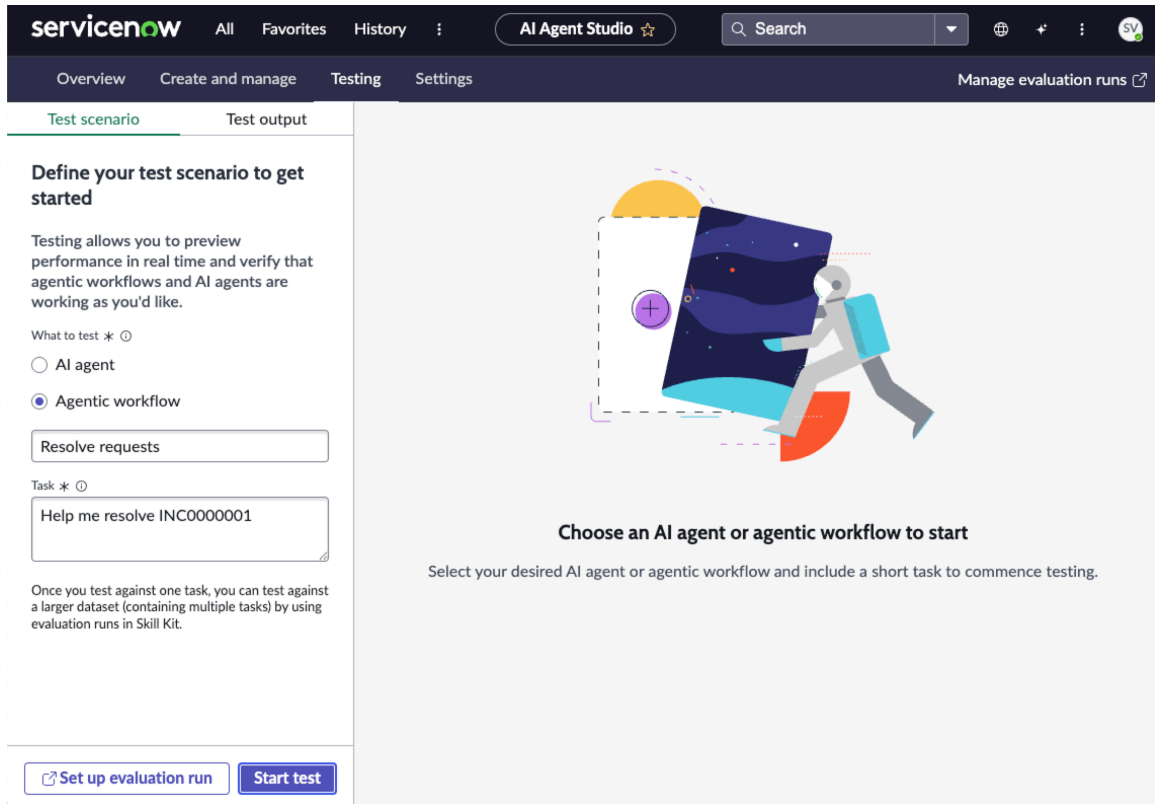 servicenow All Favorites History AI Agent Studio Search SV
Overview Create and manage Testing Settings Manage evaluation runs
Test scenario Test output
Define your test scenario to get
started
Testing allows you to preview
performance in real time and verify that
agentic workflows and AI agents are
working as you'd like.
What to test *
AI agent
Agentic workflow
Resolve requests
Task *
Help me resolve INC0000001
Once you test against one task, you can test against
a larger dataset (containing multiple tasks) by using
evaluation runs in Skill Kit.
Set up evaluation run Start test
Choose an AI agent or agentic workflow to start
Select your desired AI agent or agentic workflow and include a short task to commence testing.